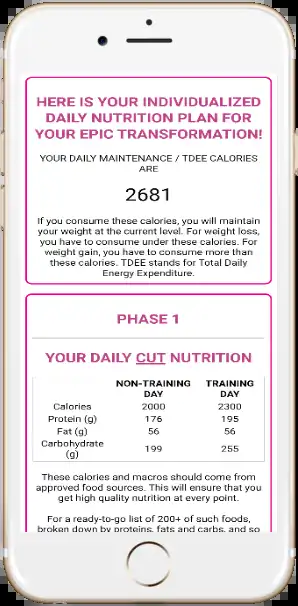 HERE IS YOUR INDIVIDUALIZED
DAILY NUTRITION PLAN FOR
YOUR EPIC TRANSFORMATION!
YOUR DAILY MAINTENANCE / TDEE CALORIES
ARE
2681
If you consume these calories, you will maintain
your weight at the current level. For weight loss,
you have to consume under these calories. For
weight gain, you have to consume more than
these calories. TDEE stands for Total Daily
Energy Expenditure.
PHASE 1
YOUR DAILY CUT NUTRITION
NON-TRAINING DAY TRAINING DAY
Calories 2000 2300
Protein (g) 176 195
Fat (g) 56 56
Carbohydrate (g) 199 255
These calories and macros should come from
approved food sources. This will ensure that you
get high quality nutrition at every point.
For a ready-to-go list of 200+ of such foods,
broken down by proteins, fats and carbs, and so